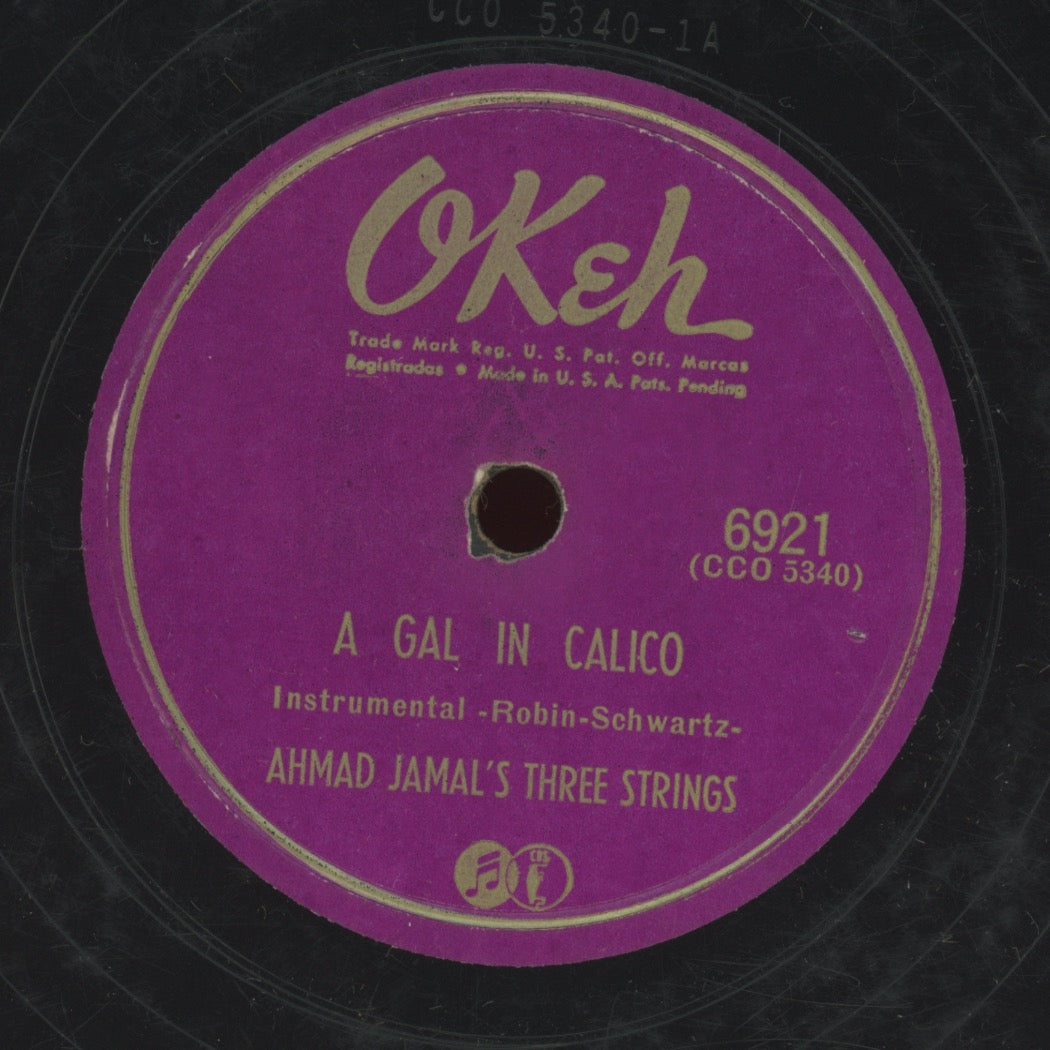 CCO 5340-1A
OKeh
Trade Mark Reg. U. S. Pat. Off. Marcas
Registradas • Made in U. S. A. Pats. Pending
6921
(CCO 5340)
A GAL IN CALICO
Instrumental -Robin-Schwartz-
AHMAD JAMAL'S THREE STRINGS
CBS